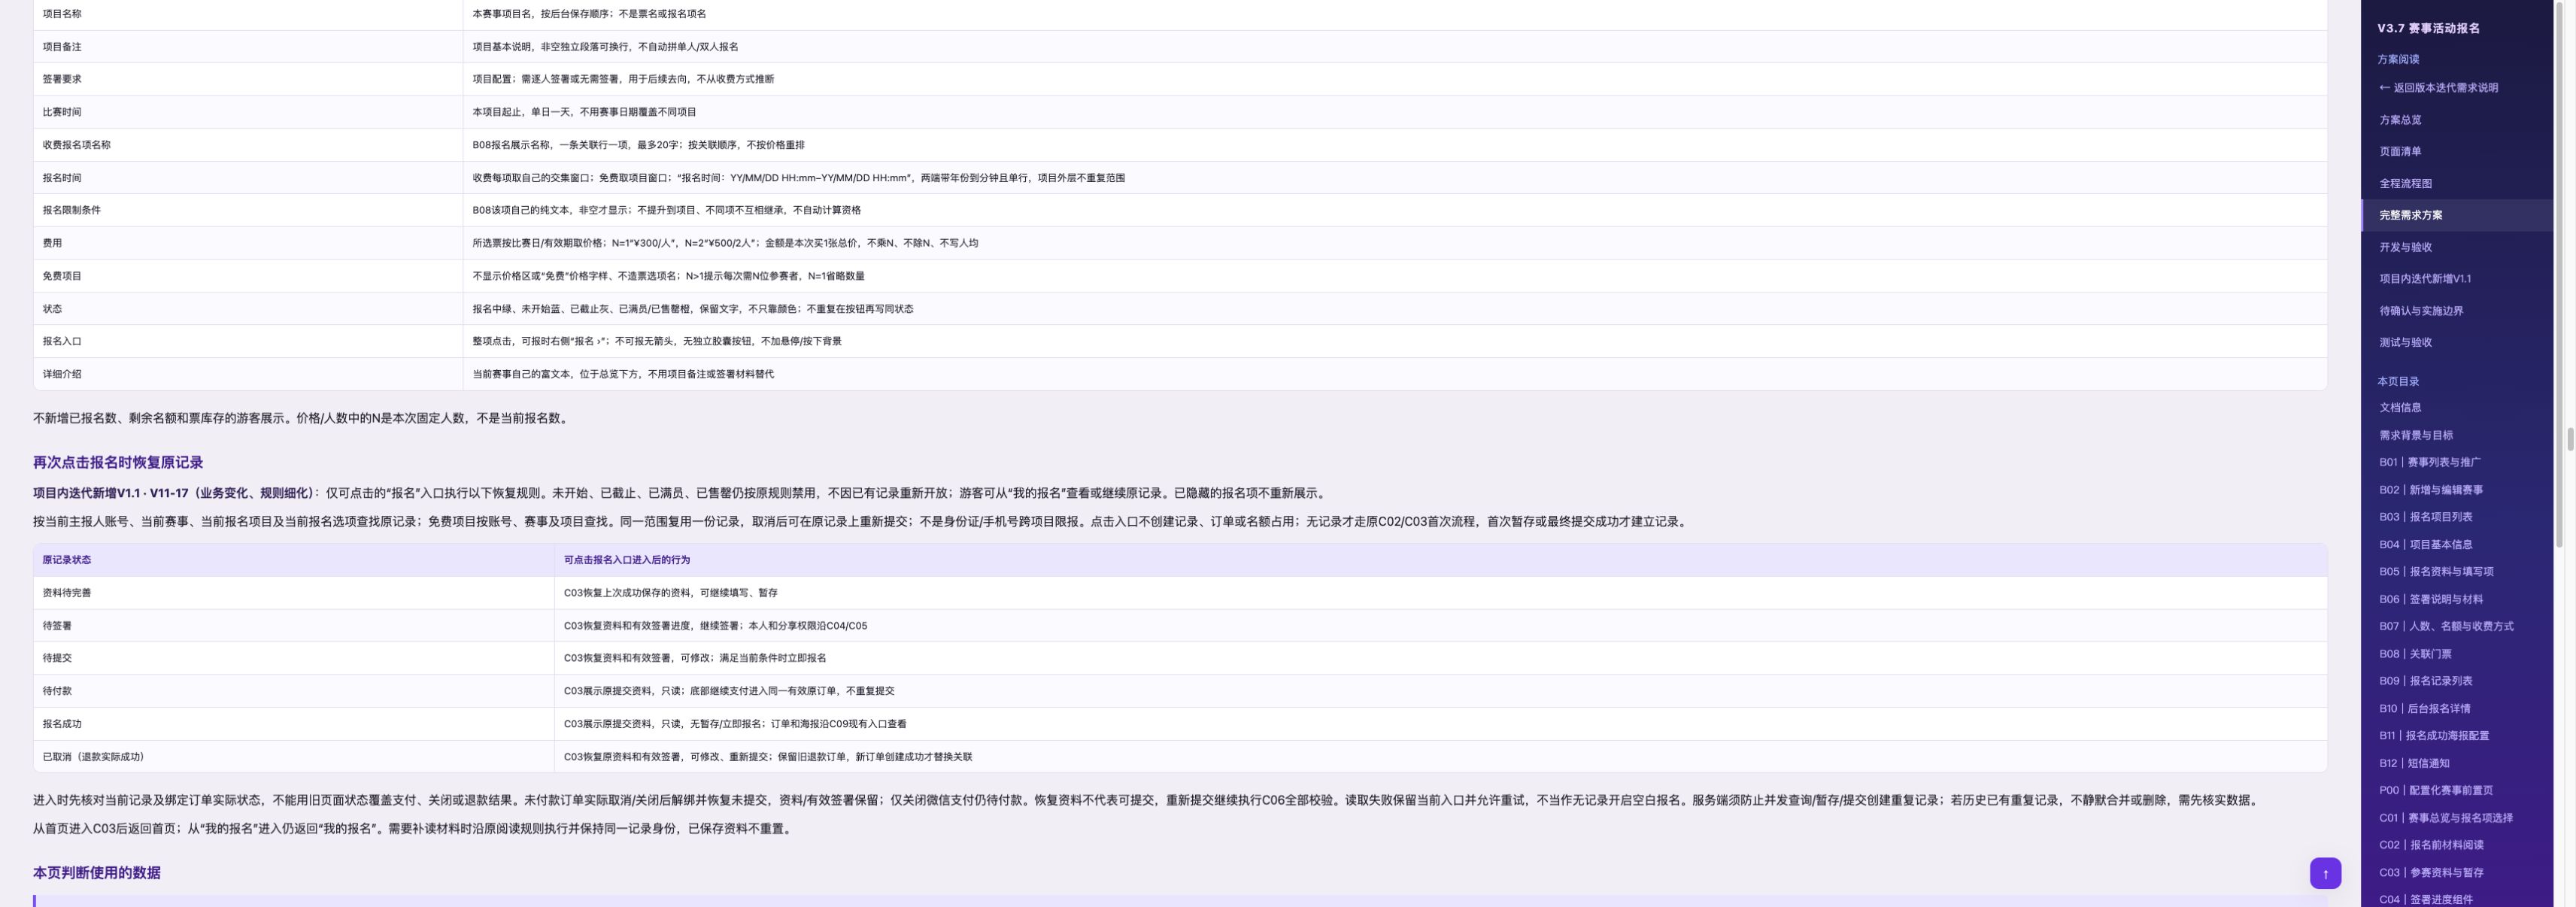 项目名称 本赛事项目名，按后台保存顺序；不是票名或报名项名
项目备注 项目基本说明，非空独立段落可换行，不自动拼单人/双人报名
签署要求 项目配置；需逐人签署或无需签署，用于后续去向，不从收费方式推断
比赛时间 本项目起止，单日一天，不用赛事日期覆盖不同项目
收费报名项名称 B08报名展示名称，一条关联行一项，最多20字；按关联顺序，不按价格重排
报名时间 收费每项取自己的交集窗口；免费取项目窗口；“报名时间：YY/MM/DD HH:mm–YY/MM/DD HH:mm”，两端带年份到分钟且单行，项目外层不重复范围
报名限制条件 B08该项自己的纯文本，非空才显示；不提升到项目、不同项不互相继承，不自动计算资格
费用 所选票按比赛日/有效期取价格；N=1“¥300/人”，N=2“¥500/2人”；金额是本次买1张总价，不乘N、不除N、不写人均
免费项目 不显示价格区或“免费”价格字样、不造票选项名；N>1提示每次需N位参赛者，N=1省略数量
状态 报名中绿、未开始蓝、已截止灰、已满员/已售罄橙，保留文字，不只靠颜色；不重复在按钮再写同状态
报名入口 整项点击，可报时右侧“报名 ›”；不可报无箭头，无独立胶囊按钮，不加悬停/按下背景
详细介绍 当前赛事自己的富文本，位于总览下方，不用项目备注或签署材料替代
不新增已报名数、剩余名额和票库存的游客展示。价格/人数中的N是本次固定人数，不是当前报名数。
再次点击报名时恢复原记录
项目内迭代新增V1.1 · V11-17（业务变化、规则细化）：仅可点击的“报名”入口执行以下恢复规则。未开始、已截止、已满员、已售罄仍按原规则禁用，不因已有记录重新开放；游客可从“我的报名”查看或继续原记录。已隐藏的报名项不重新展示。
按当前主报人账号、当前赛事、当前报名项目及当前报名选项查找原记录；免费项目按账号、赛事及项目查找。同一范围复用一份记录，取消后可在原记录上重新提交；不是身份证/手机号跨项目限报。点击入口不创建记录、订单或名额占用；无记录才走原C02/C03首次流程，首次暂存或最终提交成功才建立记录。
原记录状态 可点击报名入口进入后的行为
资料待完善 C03恢复上次成功保存的资料，可继续填写、暂存
待签署 C03恢复资料和有效签署进度，继续签署；本人和分享权限沿C04/C05
待提交 C03恢复资料和有效签署，可修改；满足当前条件时立即报名
待付款 C03展示原提交资料，只读；底部继续支付进入同一有效原订单，不重复提交
报名成功 C03展示原提交资料，只读，无暂存/立即报名；订单和海报沿C09现有入口查看
已取消（退款实际成功） C03恢复原资料和有效签署，可修改、重新提交；保留旧退款订单，新订单创建成功才替换关联
进入时先核对当前记录及绑定订单实际状态，不能用旧页面状态覆盖支付、关闭或退款结果。未付款订单实际取消/关闭后解绑并恢复未提交，资料/有效签署保留；仅关闭微信支付仍待付款。恢复资料不代表可提交，重新提交继续执行C06全部校验。读取失败保留当前入口并允许重试，不当作无记录开启空白报名。服务端须防止并发查询/暂存/提交创建重复记录；若历史已有重复记录，不静默合并或删除，需先核实数据。
从首页进入C03后返回首页；从“我的报名”进入仍返回“我的报名”。需要补读材料时沿原阅读规则执行并保持同一记录身份，已保存资料不重置。
本页判断使用的数据
↑
V3.7 赛事活动报名
方案阅读
← 返回版本迭代需求说明
方案总览
页面清单
全程流程图
完整需求方案
开发与验收
项目内迭代新增V1.1
待确认与实施边界
测试与验收
本页目录
文档信息
需求背景与目标
B01｜赛事列表与推广
B02｜新增与编辑赛事
B03｜报名项目列表
B04｜项目基本信息
B05｜报名资料与填写项
B06｜签署说明与材料
B07｜人数、名额与收费方式
B08｜关联门票
B09｜报名记录列表
B10｜后台报名详情
B11｜报名成功海报配置
B12｜短信通知
P00｜配置化赛事前置页
C01｜赛事总览与报名项选择
C02｜报名前材料阅读
C03｜参赛资料与暂存
C04｜签署进度组件